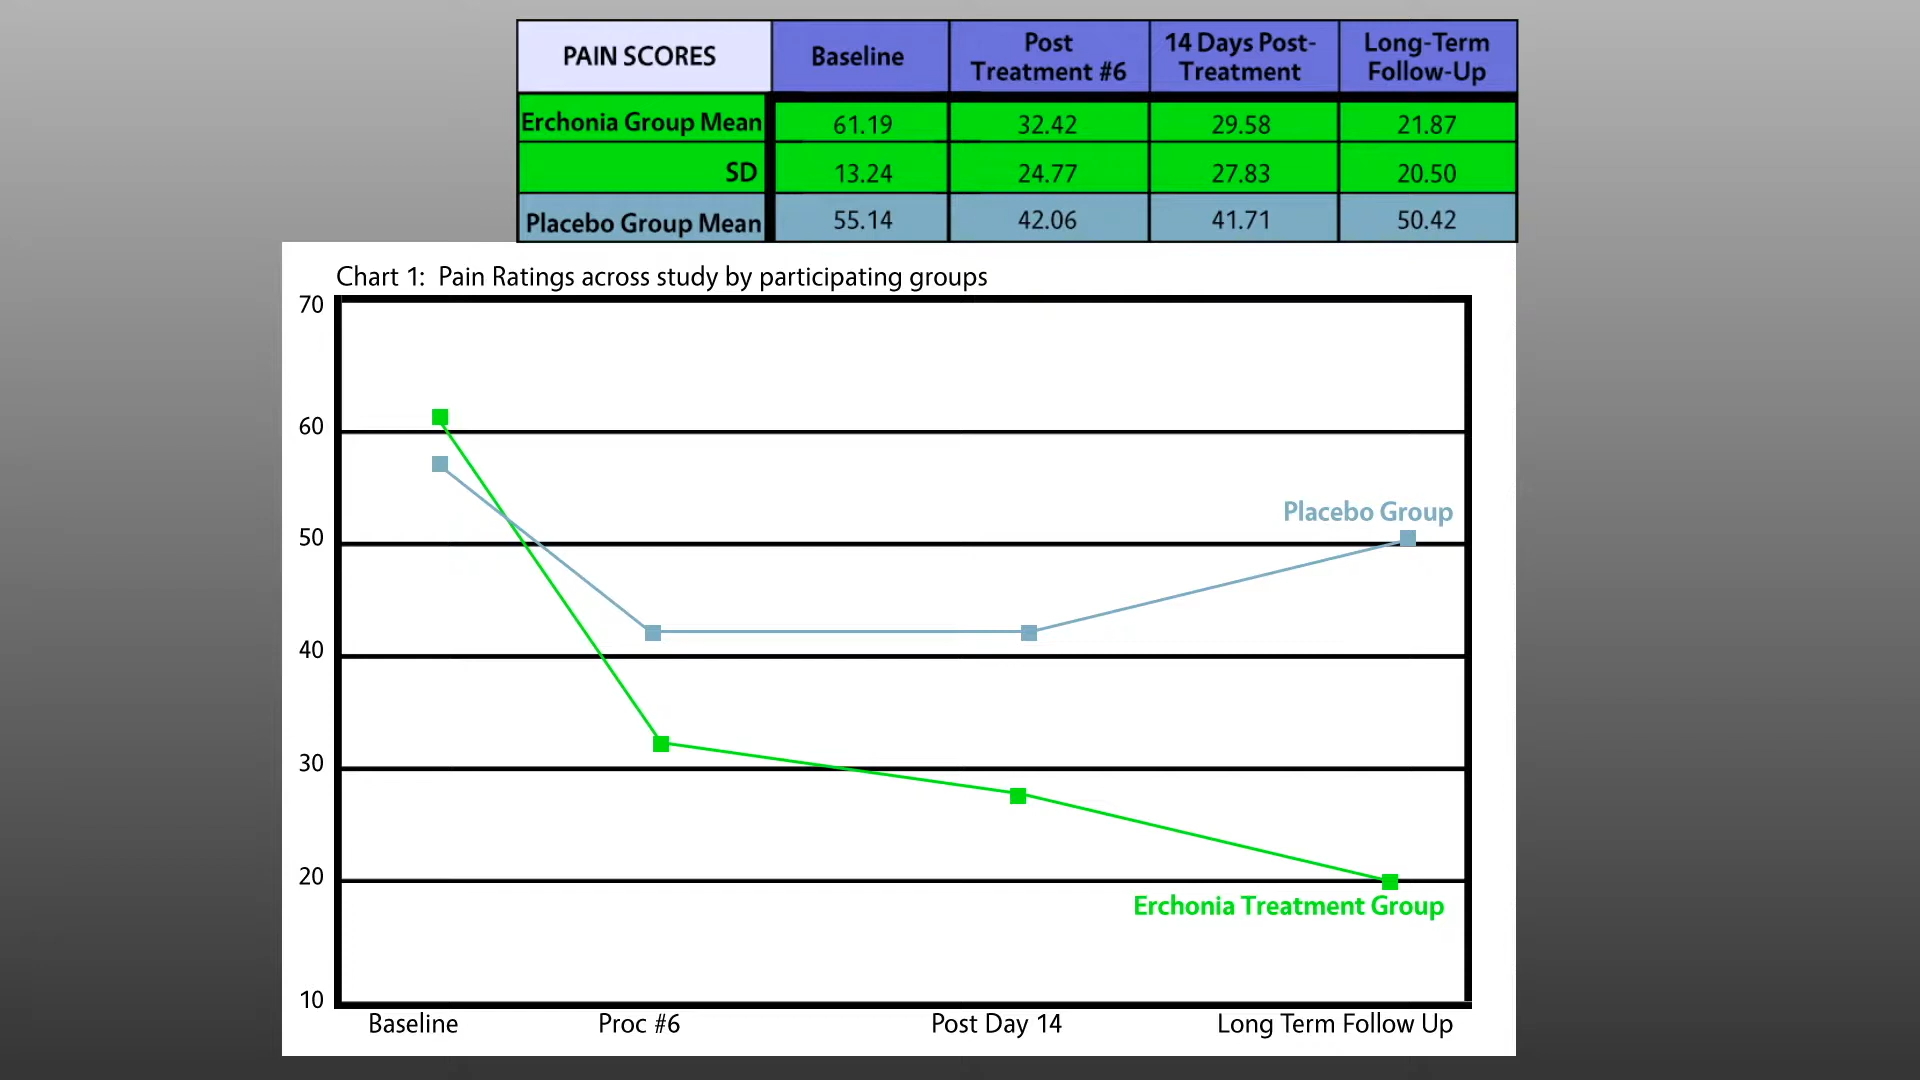 PAIN SCORES Baseline Post Treatment #6 14 Days Post-Treatment Long-Term Follow-Up
Erchonia Group Mean 61.19 32.42 29.58 21.87
SD 13.24 24.77 27.83 20.50
Placebo Group Mean 55.14 42.06 41.71 50.42
Chart 1: Pain Ratings across study by participating groups
70
60
Placebo Group
50
40
30
20
Erchonia Treatment Group
10
Baseline Proc #6 Post Day 14 Long Term Follow Up